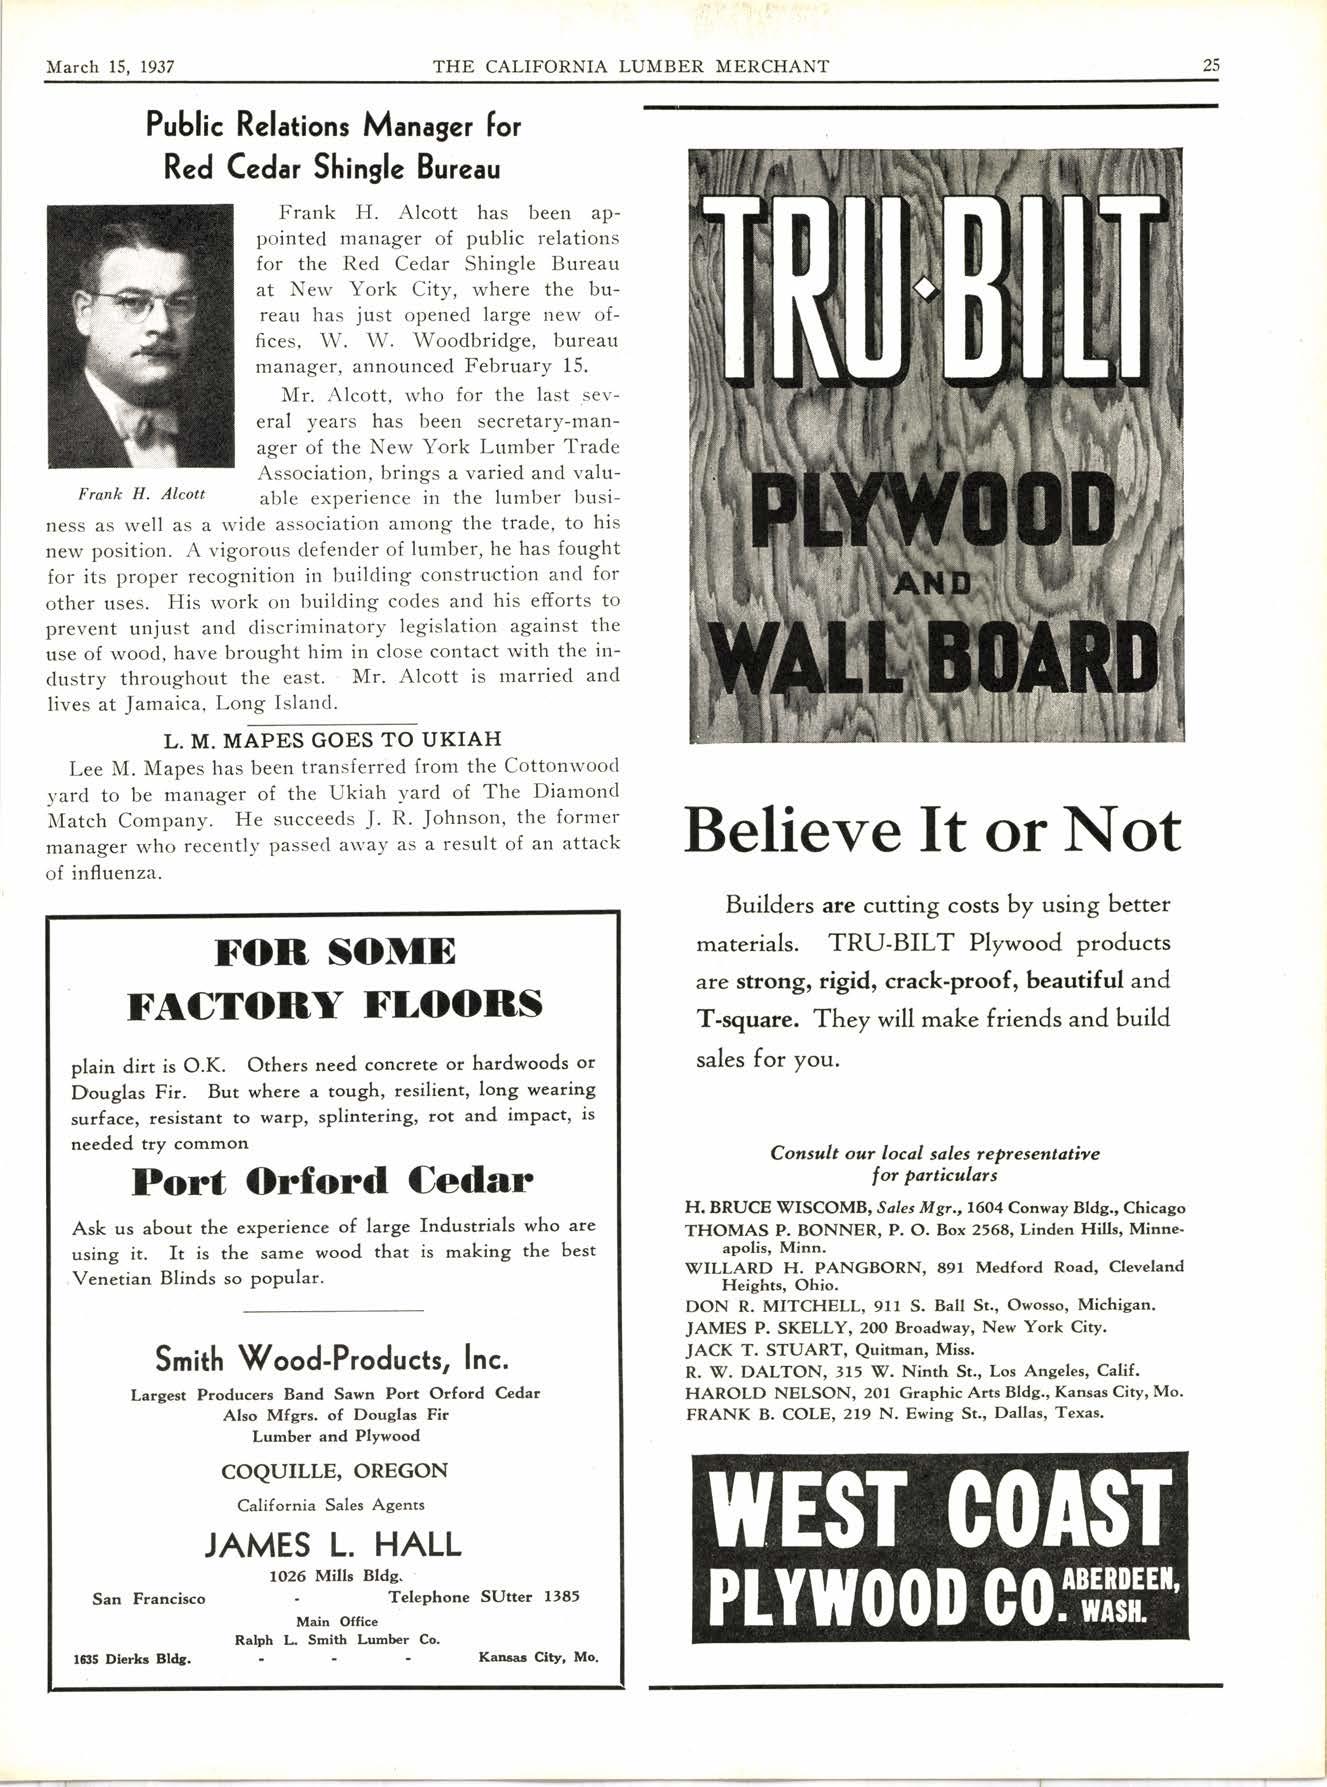 March 15, 1937
THE CALIFORNIA LUMBER MERCHANT
25
Public Relations Manager for
Red Cedar Shingle Bureau
Frank H. Alcott has been ap-
pointed manager of public relations
for the Red Cedar Shingle Bureau
at New York City, where the bu-
reau has just opened large new of-
fices, W. W. Woodbridge, bureau
manager, announced February 15.
Mr. Alcott, who for the last sev-
eral years has been secretary-man-
ager of the New York Lumber Trade
Association, brings a varied and valu-
able experience in the lumber busi-
Frank H. Alcott
ness as well as a wide association among the trade, to his
new position. A vigorous defender of lumber, he has fought
for its proper recognition in building construction and for
other uses. His work on building codes and his efforts to
prevent unjust and discriminatory legislation against the
use of wood, have brought him in close contact with the in-
dustry throughout the east. Mr. Alcott is married and
lives at Jamaica, Long Island.
L. M. MAPES GOES TO UKIAH
Lee M. Mapes has been transferred from the Cottonwood
yard to be manager of the Ukiah yard of The Diamond
Match Company. He succeeds J. R. Johnson, the former
manager who recently passed away as a result of an attack
of influenza.
FOR SOME
FACTORY FLOORS
plain dirt is O.K. Others need concrete or hardwoods or
Douglas Fir. But where a tough, resilient, long wearing
surface, resistant to warp, splintering, rot and impact, is
needed try common
Port Orford Cedar
Ask us about the experience of large Industrials who are
using it. It is the same wood that is making the best
Venetian Blinds so popular.
Smith Wood-Products, Inc.
Largest Producers Band Sawn Port Orford Cedar
Also Mfgrs. of Douglas Fir
Lumber and Plywood
COQUILLE, OREGON
California Sales Agents
JAMES L. HALL
1026 Mills Bldg.
San Francisco - Telephone SUtter 1385
Main Office
Ralph L. Smith Lumber Co.
1635 Dierks Bldg. - - - Kansas City, Mo.
TRU·BILT
PLYWOOD
AND
WALL BOARD
Believe It or Not
Builders are cutting costs by using better
materials. TRU-BILT Plywood products
are strong, rigid, crack-proof, beautiful and
T-square. They will make friends and build
sales for you.
Consult our local sales representative
for particulars
H. BRUCE WISCOMB, Sales Mgr., 1604 Conway Bldg., Chicago
THOMAS P. BONNER, P. O. Box 2568, Linden Hills, Minne-
apolis, Minn.
WILLARD H. PANGBORN, 891 Medford Road, Cleveland
Heights, Ohio.
DON R. MITCHELL, 911 S. Ball St., Owosso, Michigan.
JAMES P. SKELLY, 200 Broadway, New York City.
JACK T. STUART, Quitman, Miss.
R. W. DALTON, 315 W. Ninth St., Los Angeles, Calif.
HAROLD NELSON, 201 Graphic Arts Bldg., Kansas City, Mo.
FRANK B. COLE, 219 N. Ewing St., Dallas, Texas.
WEST COAST
PLYWOOD CO. ABERDEEN,
WASH.